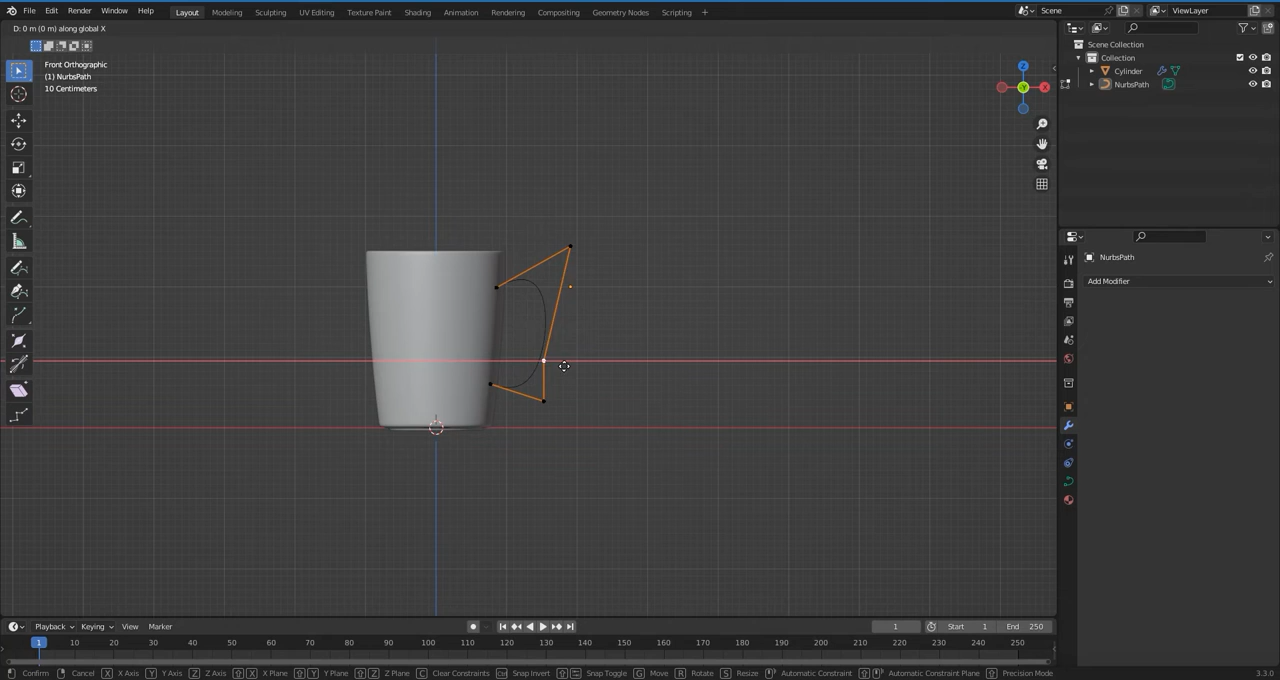 File Edit Render Window Help Layout Modeling Sculpting UV Editing Texture Paint Shading Animation Rendering Compositing Geometry Nodes Scripting + Scene ViewLayer
D: 0 m (0 m) along global X
Scene Collection
Collection
Cylinder
NurbsPath
Front Orthographic
(1) NurbsPath
10 Centimeters
Z
X
Y
NurbsPath
Add Modifier
Playback Keying View Marker 1 Start 1 End 250
1 10 20 30 40 50 60 70 80 90 100 110 120 130 140 150 160 170 180 190 200 210 220 230 240 250
Confirm Cancel X X Axis Y Y Axis Z Z Axis X X Plane Y Y Plane Z Z Plane C Clear Constraints Snap Invert Snap Toggle G Move R Rotate S Resize Automatic Constraint Automatic Constraint Plane Precision Mode 3.3.0